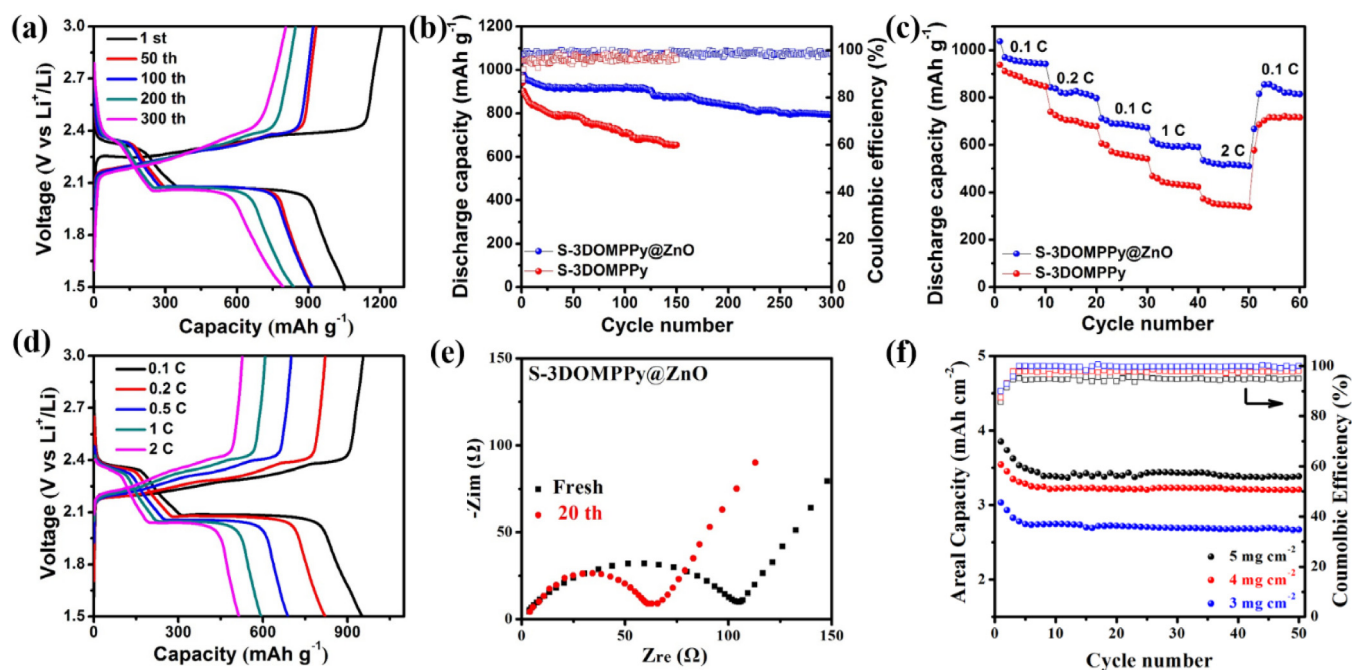 (a)
1 st
50 th
100 th
200 th
300 th
Voltage (V vs Li⁺/Li)
3.0
2.7
2.4
2.1
1.8
1.5
0 300 600 900 1200
Capacity (mAh g⁻¹)
(b)
Discharge capacity (mAh g⁻¹)
1200
1000
800
600
400
200
0
S-3DOMPPy@ZnO
S-3DOMPPy
100
80
60
40
20
0
Coulombic efficiency (%)
0 50 100 150 200 250 300
Cycle number
(c)
Discharge capacity (mAh g⁻¹)
1000
800
600
400
200
0
0.1 C
0.2 C
0.1 C
1 C
2 C
0.1 C
S-3DOMPPy@ZnO
S-3DOMPPy
0 10 20 30 40 50 60
Cycle number
(d)
0.1 C
0.2 C
0.5 C
1 C
2 C
Voltage (V vs Li⁺/Li)
3.0
2.7
2.4
2.1
1.8
1.5
0 300 600 900
Capacity (mAh g⁻¹)
(e)
S-3DOMPPy@ZnO
-Zim (Ω)
150
100
50
0
Fresh
20 th
0 50 100 150
Zre (Ω)
(f)
Areal Capacity (mAh cm⁻²)
5
4
3
2
5 mg cm⁻²
4 mg cm⁻²
3 mg cm⁻²
100
80
60
40
20
0
Coumolbic Efficiency (%)
0 10 20 30 40 50
Cycle number